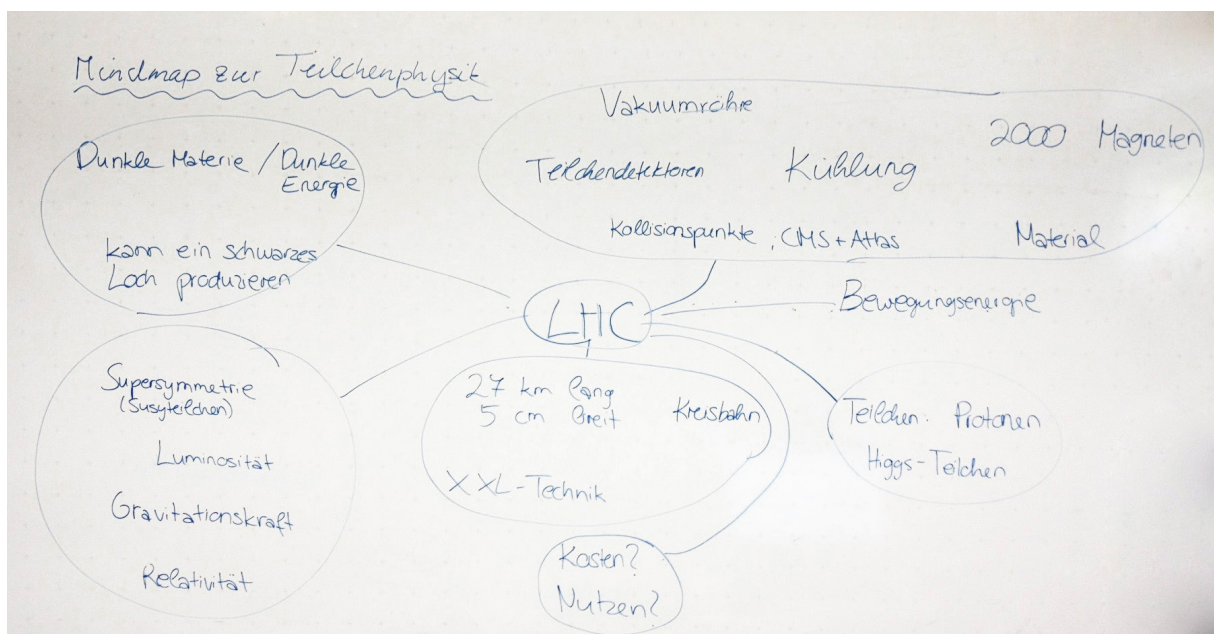 Mindmap zur Teilchenphysik
Dunkle Materie / Dunkle
Energie
kann ein schwarzes
Loch produzieren
Vakuumröhre
2000 Magneten
Teilchendetektoren
Kühlung
Kollisionspunkte, CMS + Atlas
Material
LHC
Bewegungsenergie
Supersymmetrie
(Susyteilchen)
Luminosität
Gravitationskraft
Relativität
27 km lang
5 cm breit
Kreisbahn
XXL-Technik
Teilchen: Protonen
Higgs-Teilchen
Kosten?
Nutzen?